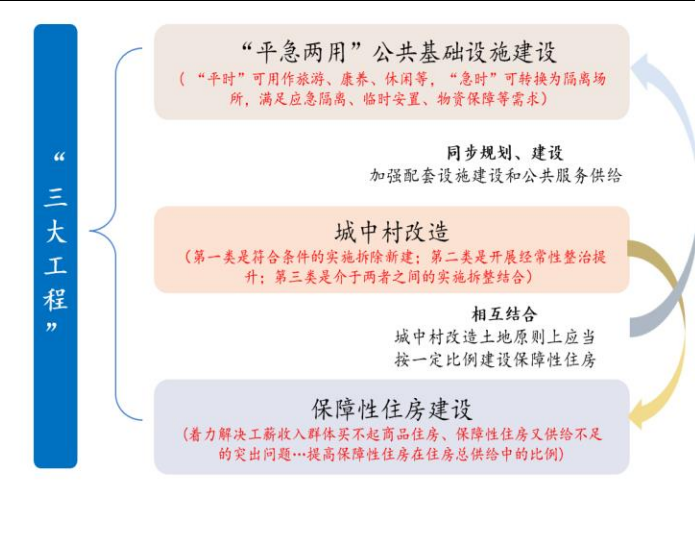 “三大工程”
“平急两用”公共基础设施建设
（“平时”可用作旅游、康养、休闲等，“急时”可转换为隔离场
所，满足应急隔离、临时安置、物资保障等需求）
同步规划、建设
加强配套设施建设和公共服务供给
城中村改造
(第一类是符合条件的实施拆除新建；第二类是开展经常性整治提
升；第三类是介于两者之间的实施拆整结合)
相互结合
城中村改造土地原则上应当
按一定比例建设保障性住房
保障性住房建设
(着力解决工薪收入群体买不起商品住房、保障性住房又供给不足
的突出问题…提高保障性住房在住房总供给中的比例)